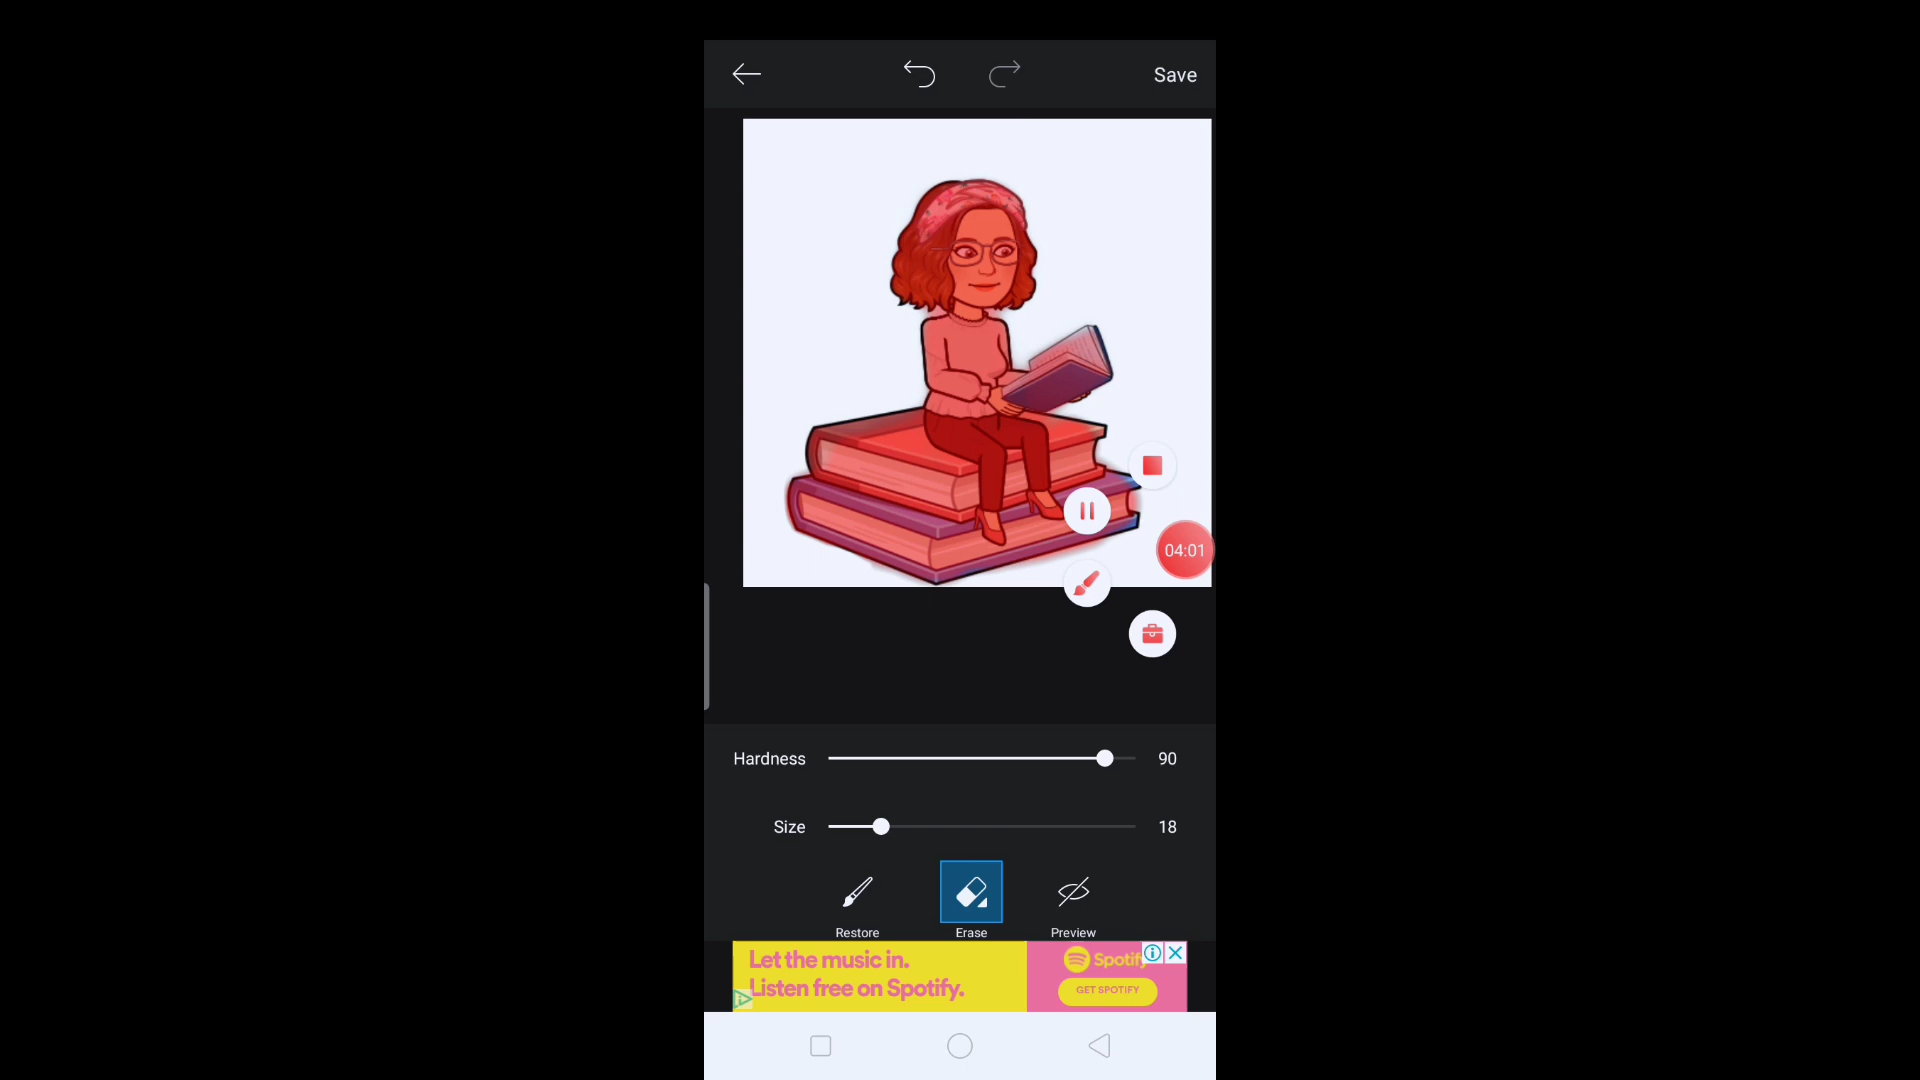 Save
04:01
Hardness 90
Size 18
Restore Erase Preview
Let the music in.
Listen free on Spotify.
Spotify
GET SPOTIFY